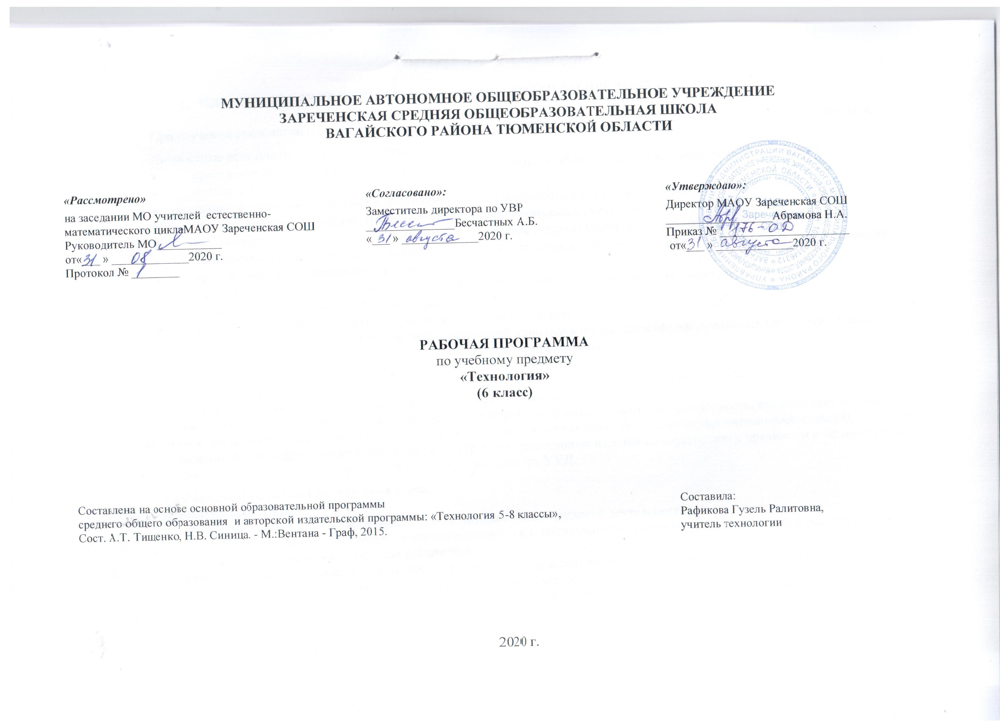 МУНИЦИПАЛЬНОЕ АВТОНОМНОЕ ОБЩЕОБРАЗОВАТЕЛЬНОЕ УЧРЕЖДЕНИЕ
ЗАРЕЧЕНСКАЯ СРЕДНЯЯ ОБЩЕОБРАЗОВАТЕЛЬНАЯ ШКОЛА
ВАГАЙСКОГО РАЙОНА ТЮМЕНСКОЙ ОБЛАСТИ
«Рассмотрено»
на заседании МО учителей естественно-
математического циклаМАОУ Зареченская СОШ
Руководитель МО
от«31» 08 2020 г.
Протокол № 1
«Согласовано»:
Заместитель директора по УВР
Бесчастных А.Б.
«31» августа 2020 г.
«Утверждаю»:
Директор МАОУ Зареченская СОШ
Абрамова Н.А.
Приказ № 176-ОД
от«31» августа 2020 г.
РАБОЧАЯ ПРОГРАММА
по учебному предмету
«Технология»
(6 класс)
Составлена на основе основной образовательной программы
среднего общего образования и авторской издательской программы: «Технология 5-8 классы»,
Сост. А.Т. Тищенко, Н.В. Синица. - М.:Вентана - Граф, 2015.
Составила:
Рафикова Гузель Ралитовна,
учитель технологии
2020 г.